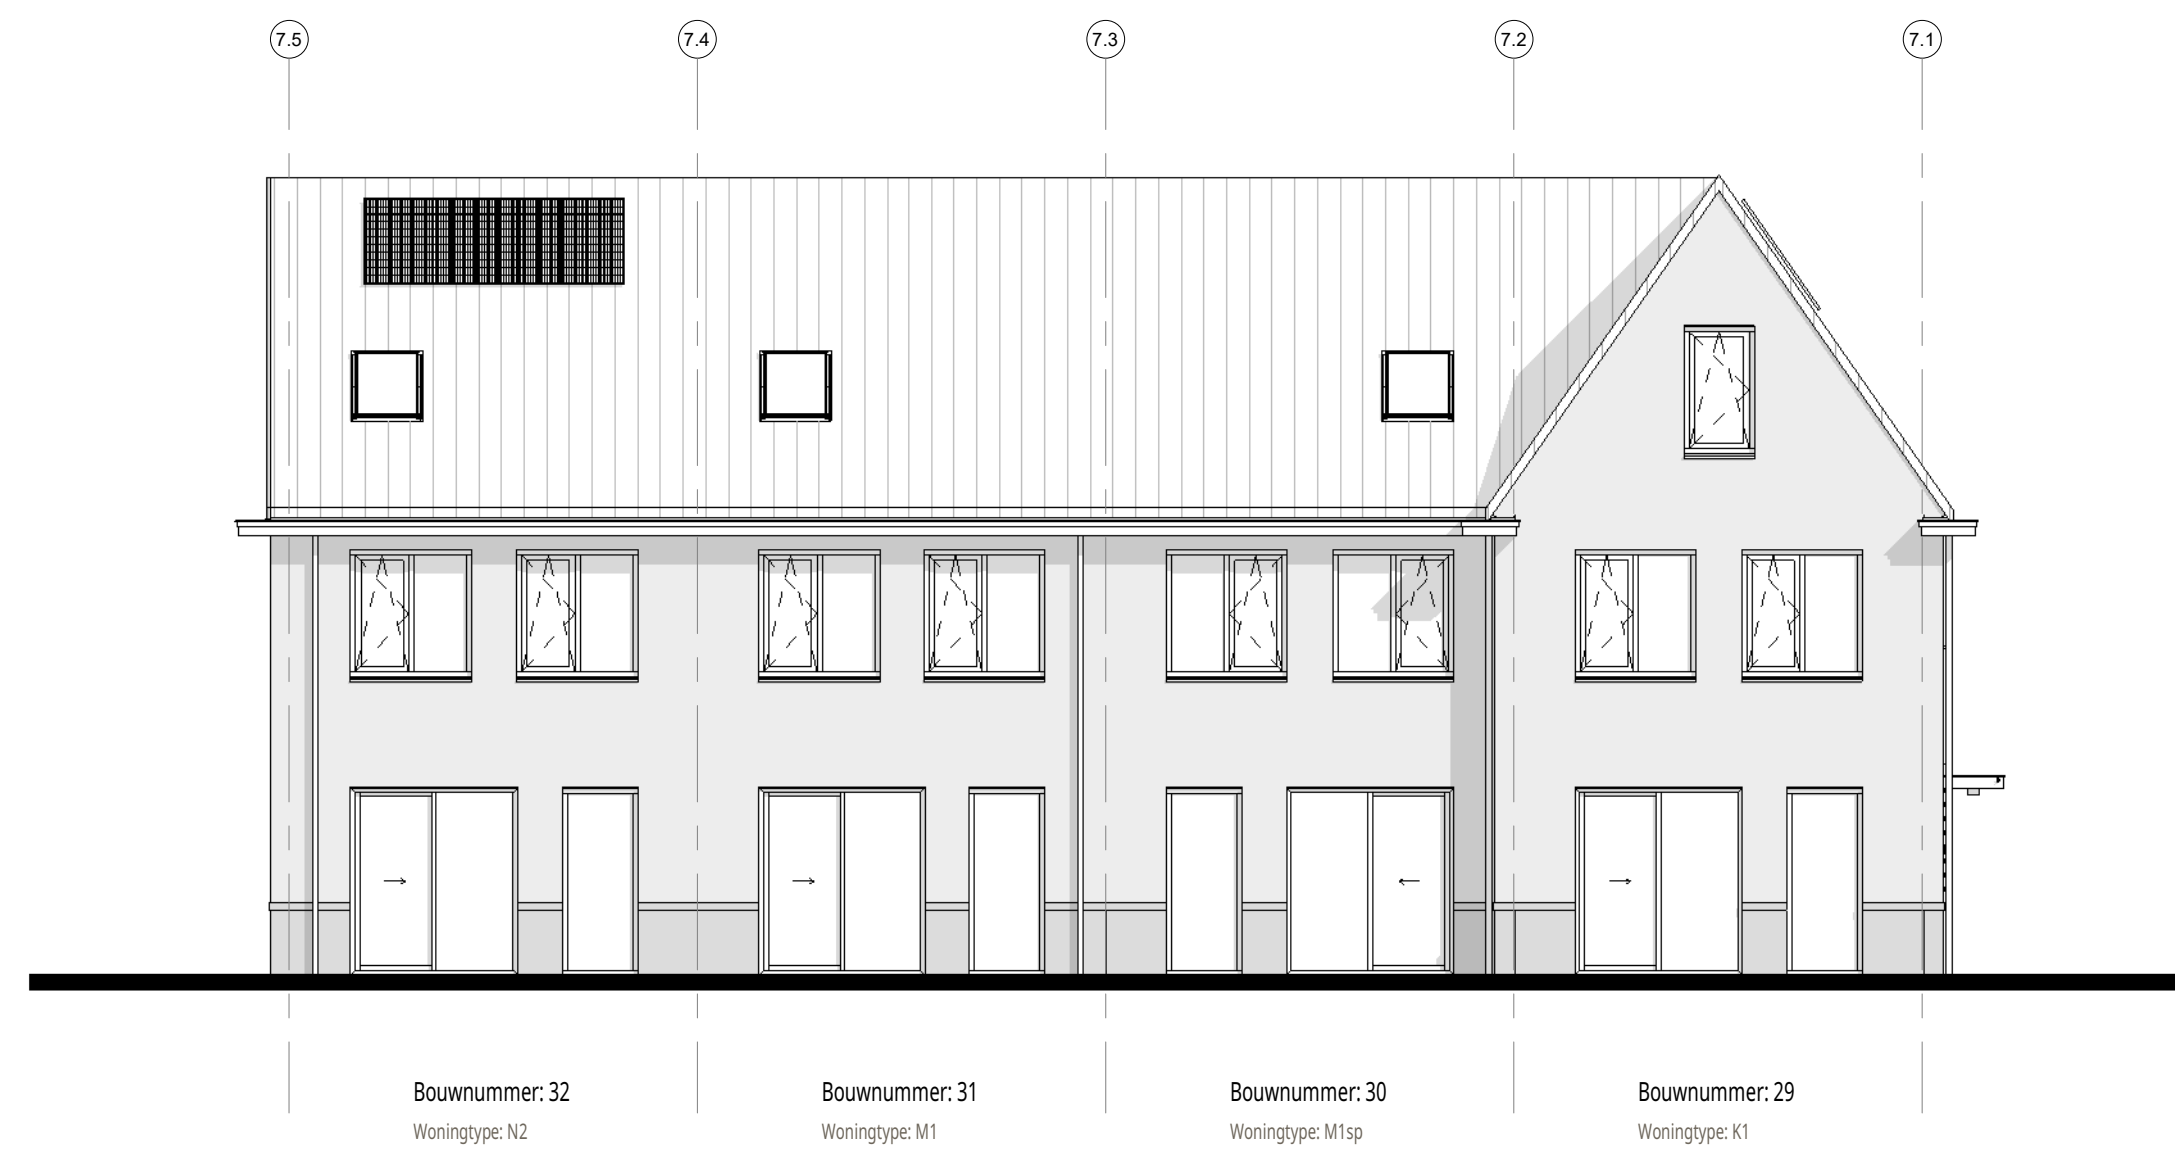 7.5
7.4
7.3
7.2
7.1
Bouwnummer: 32
Bouwnummer: 31
Bouwnummer: 30
Bouwnummer: 29
Woningtype: N2
Woningtype: M1
Woningtype: M1sp
Woningtype: K1